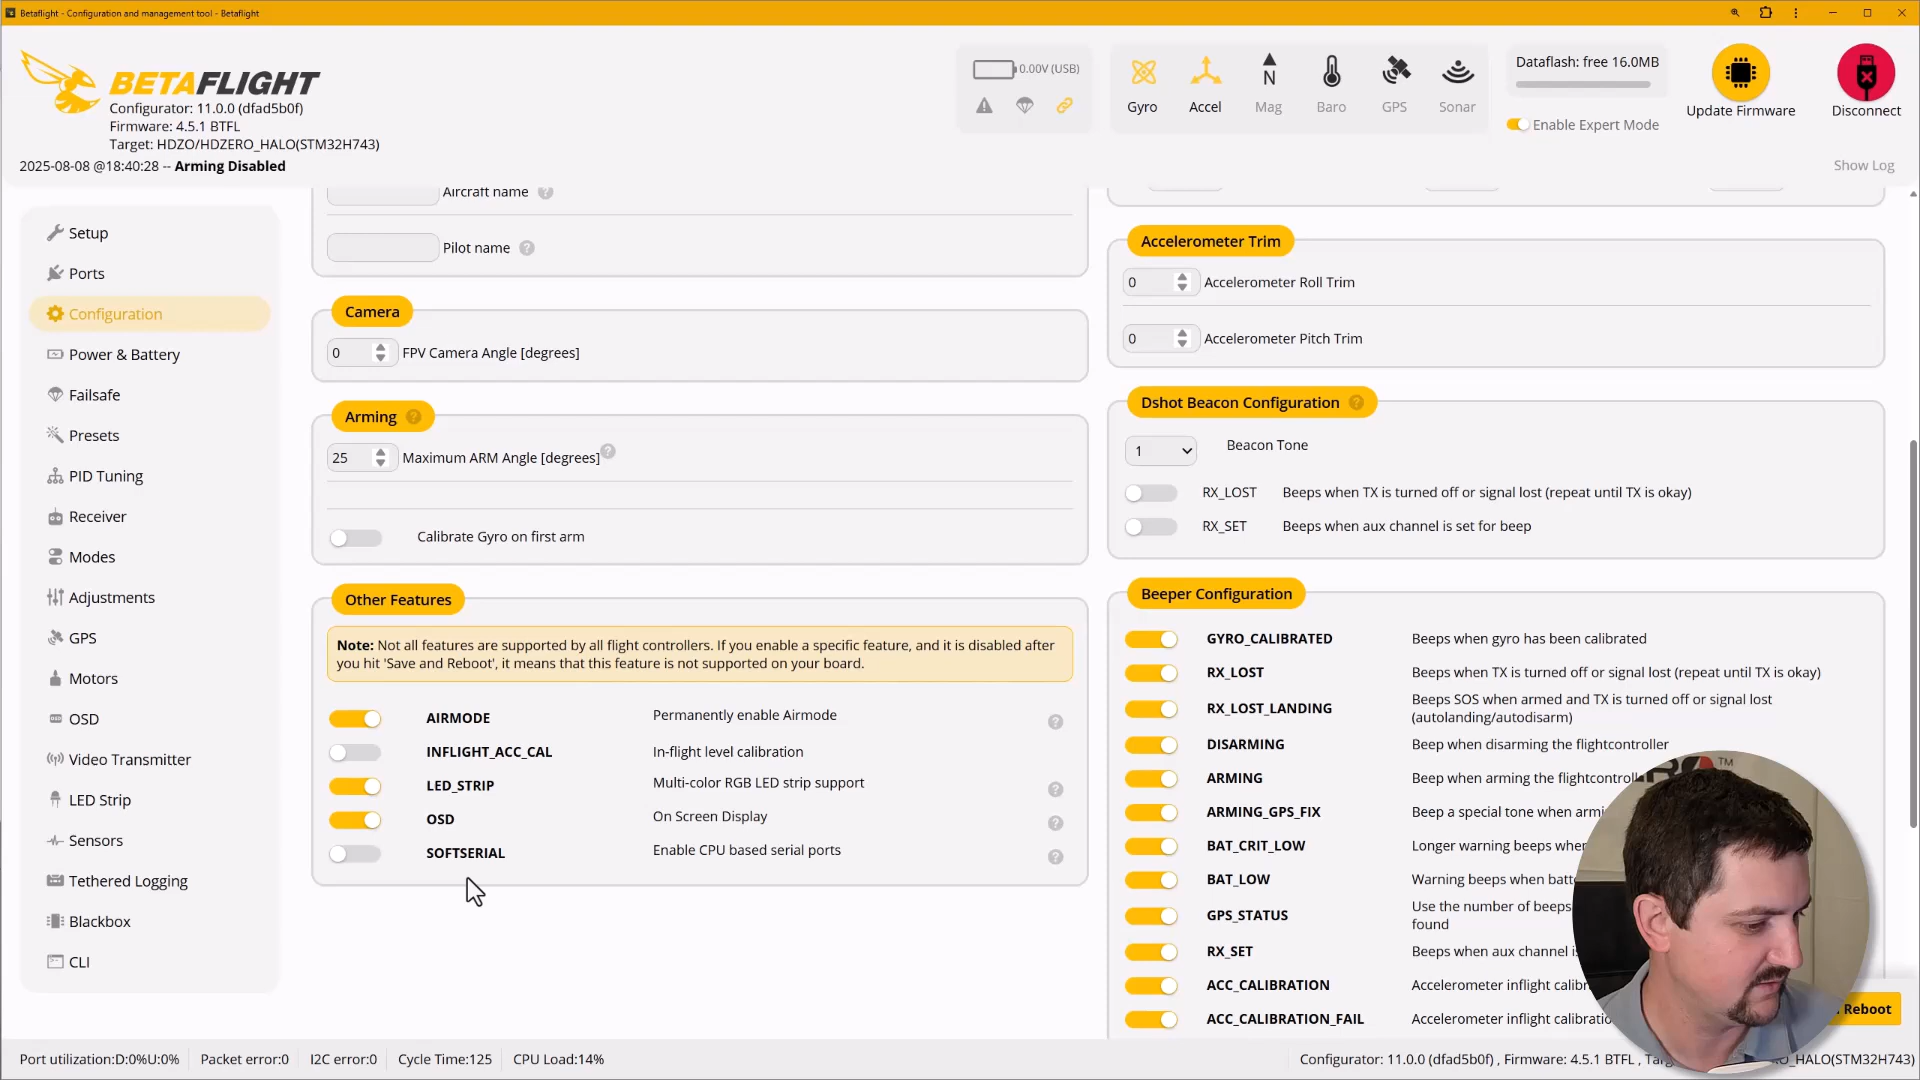 Betaflight - Configuration and management tool - Betaflight
BETAFLIGHT
Configurator: 11.0.0 (dfad5b0f)
Firmware: 4.5.1 BTFL
Target: HDZO/HDZERO_HALO(STM32H743)
2025-08-08 @18:40:28 -- Arming Disabled
0.00V (USB)
Gyro
Accel
N
Mag
Baro
GPS
Sonar
Dataflash: free 16.0MB
Enable Expert Mode
Update Firmware
Disconnect
Show Log
Setup
Ports
Configuration
Power & Battery
Failsafe
Presets
PID Tuning
Receiver
Modes
Adjustments
GPS
Motors
OSD
Video Transmitter
LED Strip
Sensors
Tethered Logging
Blackbox
CLI
Aircraft name ?
Pilot name ?
Camera
0 FPV Camera Angle [degrees]
Arming ?
25 Maximum ARM Angle [degrees] ?
Calibrate Gyro on first arm
Other Features
Note: Not all features are supported by all flight controllers. If you enable a specific feature, and it is disabled after
you hit 'Save and Reboot', it means that this feature is not supported on your board.
AIRMODE Permanently enable Airmode ?
INFLIGHT_ACC_CAL In-flight level calibration
LED_STRIP Multi-color RGB LED strip support ?
OSD On Screen Display ?
SOFTSERIAL Enable CPU based serial ports ?
Accelerometer Trim
0 Accelerometer Roll Trim
0 Accelerometer Pitch Trim
Dshot Beacon Configuration ?
1 Beacon Tone
RX_LOST Beeps when TX is turned off or signal lost (repeat until TX is okay)
RX_SET Beeps when aux channel is set for beep
Beeper Configuration
GYRO_CALIBRATED Beeps when gyro has been calibrated
RX_LOST Beeps when TX is turned off or signal lost (repeat until TX is okay)
RX_LOST_LANDING Beeps SOS when armed and TX is turned off or signal lost
(autolanding/autodisarm)
DISARMING Beep when disarming the flightcontroller
ARMING Beep when arming the flightcontroll
ARMING_GPS_FIX Beep a special tone when armi
BAT_CRIT_LOW Longer warning beeps whe
BAT_LOW Warning beeps when batt
GPS_STATUS Use the number of beeps
found
RX_SET Beeps when aux channel i
ACC_CALIBRATION Accelerometer inflight calibr
ACC_CALIBRATION_FAIL Accelerometer inflight calibratio
Reboot
TM
Port utilization:D:0%U:0%
Packet error:0
I2C error:0
Cycle Time:125
CPU Load:14%
Configurator: 11.0.0 (dfad5b0f) , Firmware: 4.5.1 BTFL , Targ
O_HALO(STM32H743)